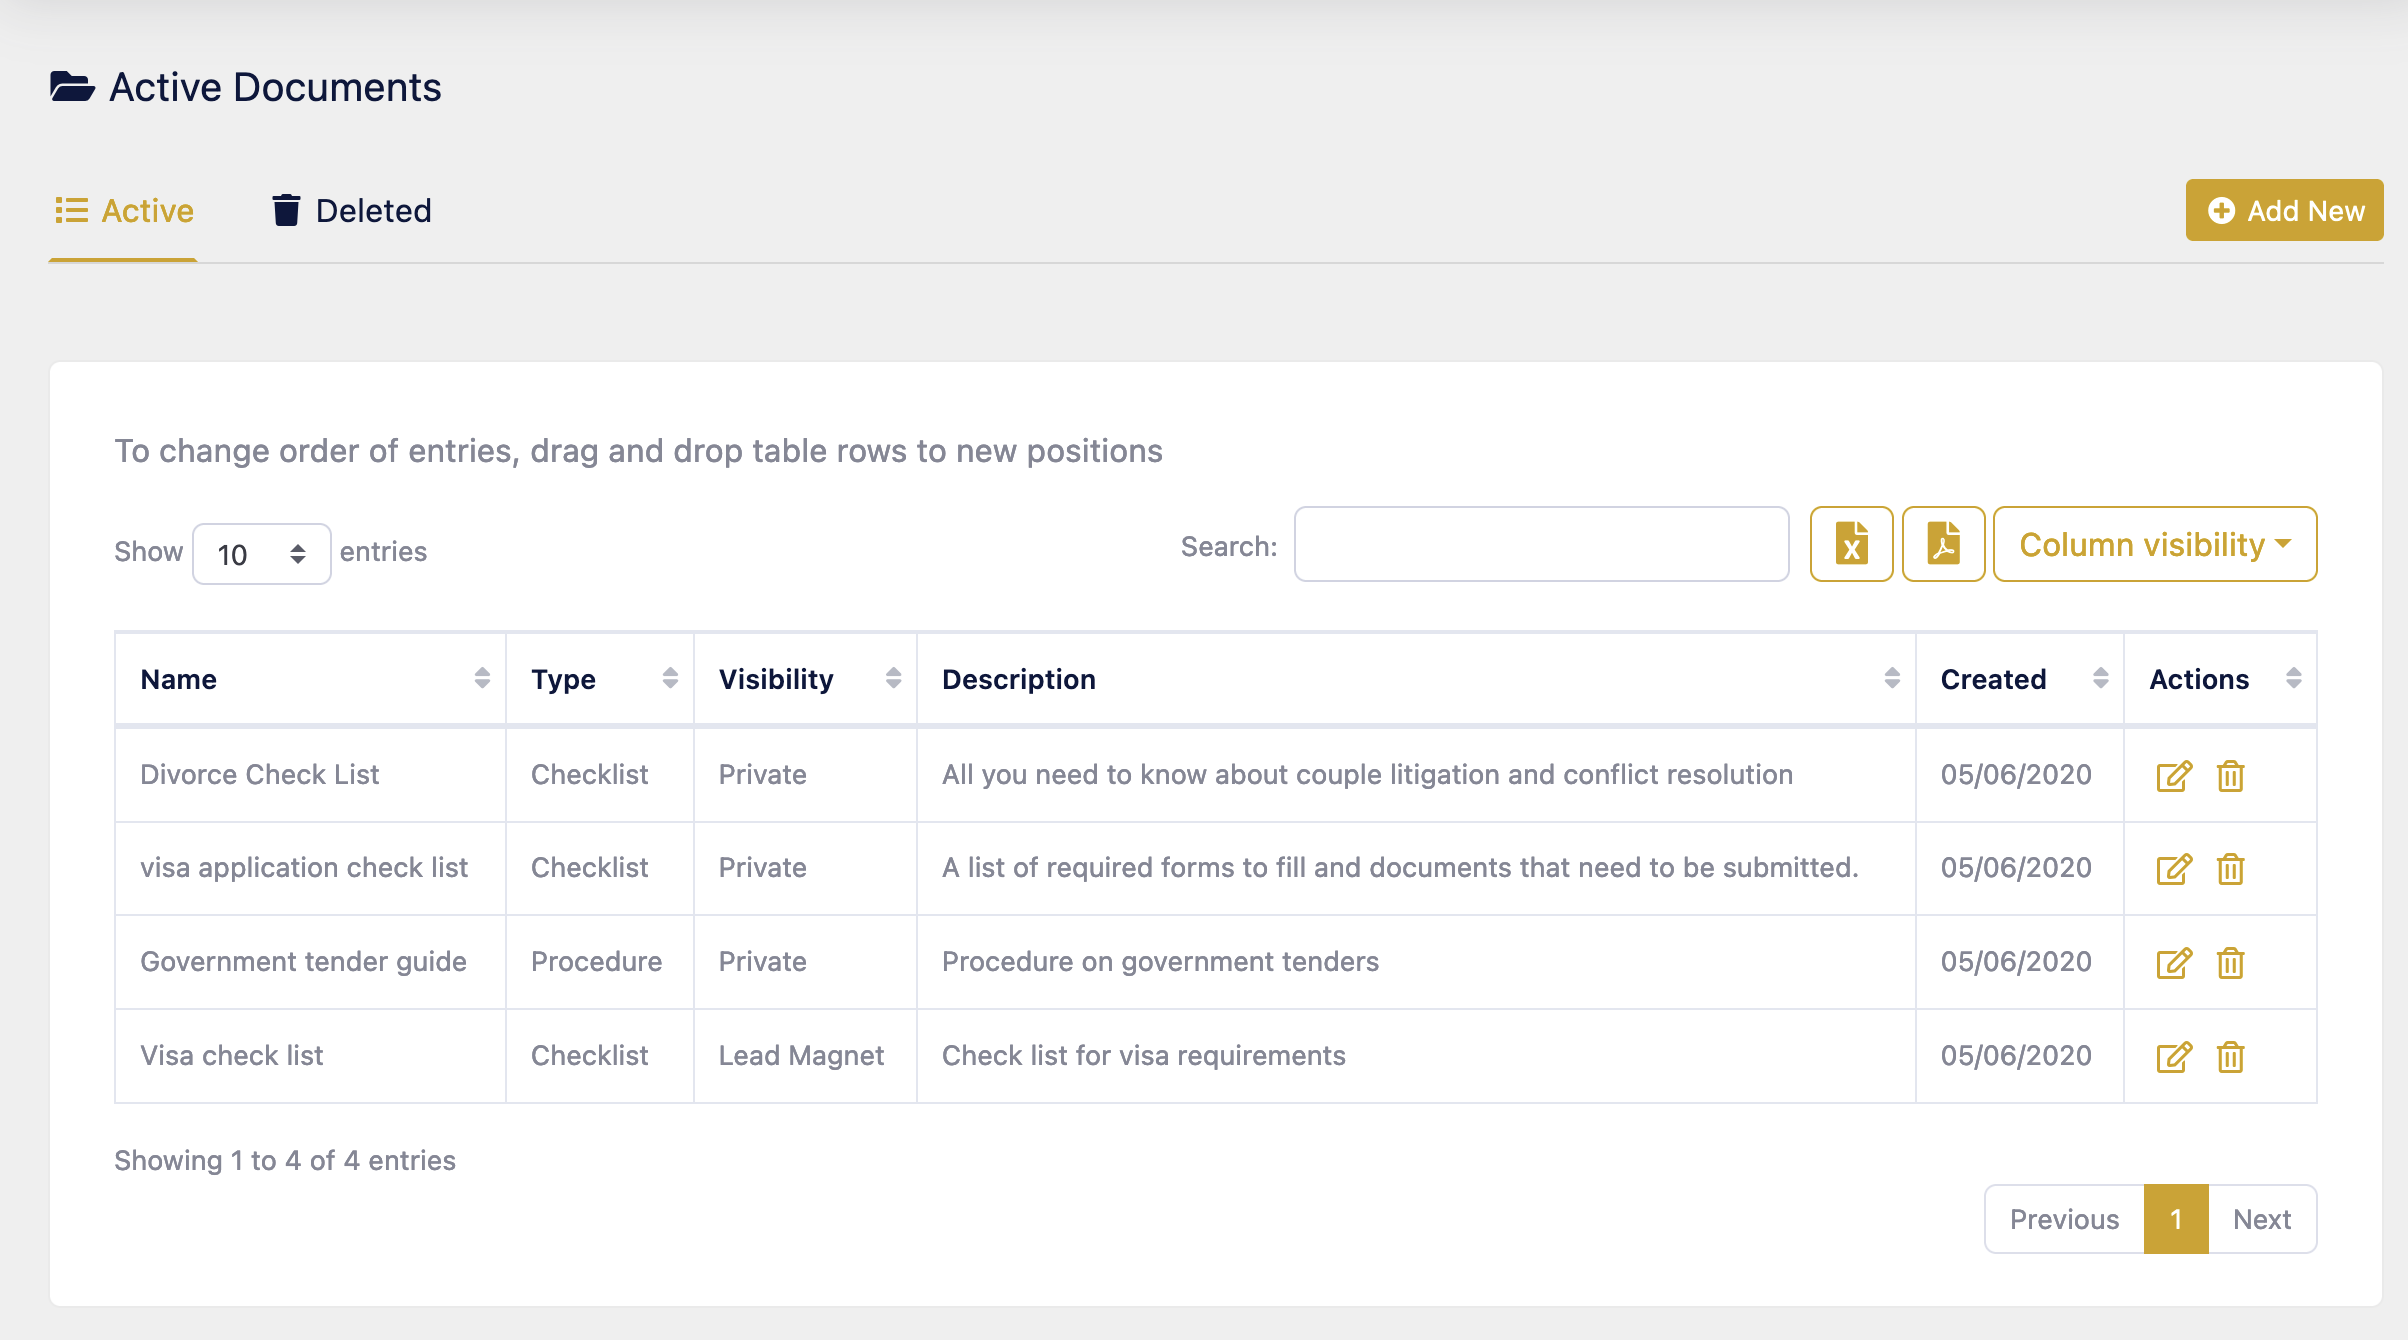 Active Documents
Active Deleted Add New
To change order of entries, drag and drop table rows to new positions
Show 10 entries Search: Column visibility
Name Type Visibility Description Created Actions
Divorce Check List Checklist Private All you need to know about couple litigation and conflict resolution 05/06/2020
visa application check list Checklist Private A list of required forms to fill and documents that need to be submitted. 05/06/2020
Government tender guide Procedure Private Procedure on government tenders 05/06/2020
Visa check list Checklist Lead Magnet Check list for visa requirements 05/06/2020
Showing 1 to 4 of 4 entries
Previous 1 Next